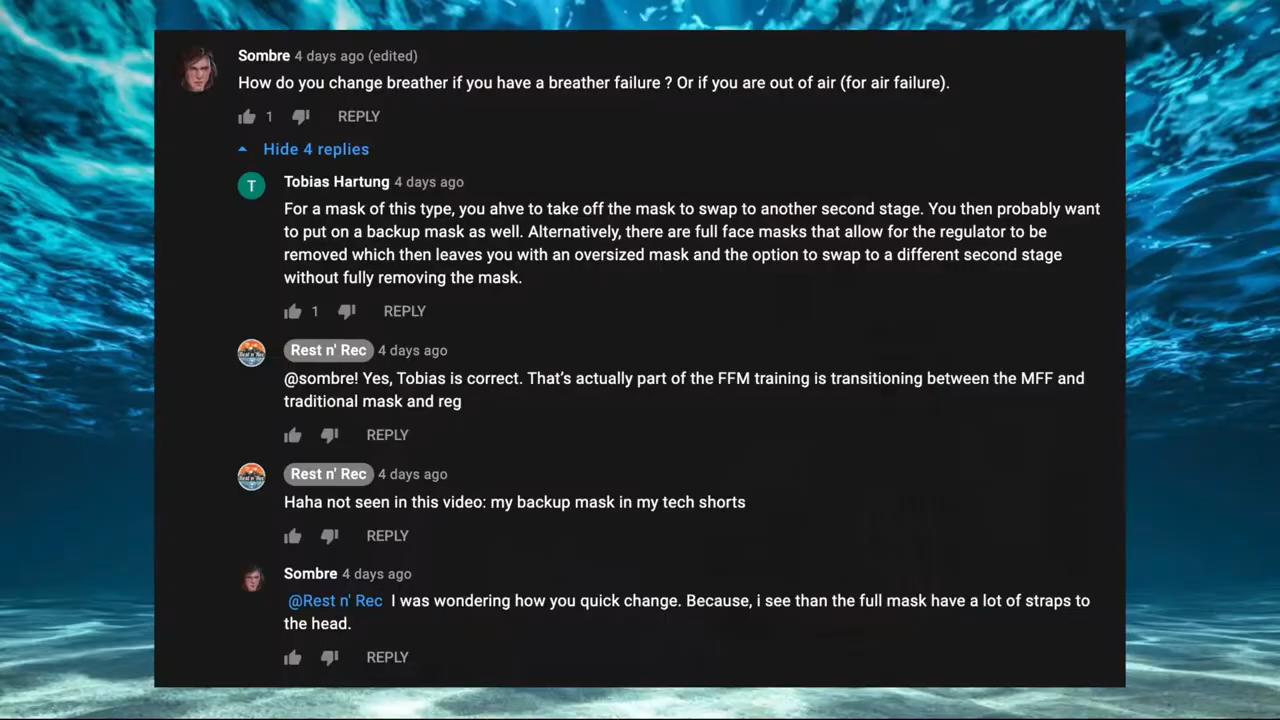 Sombre 4 days ago (edited)
How do you change breather if you have a breather failure ? Or if you are out of air (for air failure).
1 REPLY
Hide 4 replies
T Tobias Hartung 4 days ago
For a mask of this type, you ahve to take off the mask to swap to another second stage. You then probably want
to put on a backup mask as well. Alternatively, there are full face masks that allow for the regulator to be
removed which then leaves you with an oversized mask and the option to swap to a different second stage
without fully removing the mask.
1 REPLY
Rest n' Rec 4 days ago
@sombre! Yes, Tobias is correct. That's actually part of the FFM training is transitioning between the MFF and
traditional mask and reg
REPLY
Rest n' Rec 4 days ago
Haha not seen in this video: my backup mask in my tech shorts
REPLY
Sombre 4 days ago
@Rest n' Rec I was wondering how you quick change. Because, i see than the full mask have a lot of straps to
the head.
REPLY